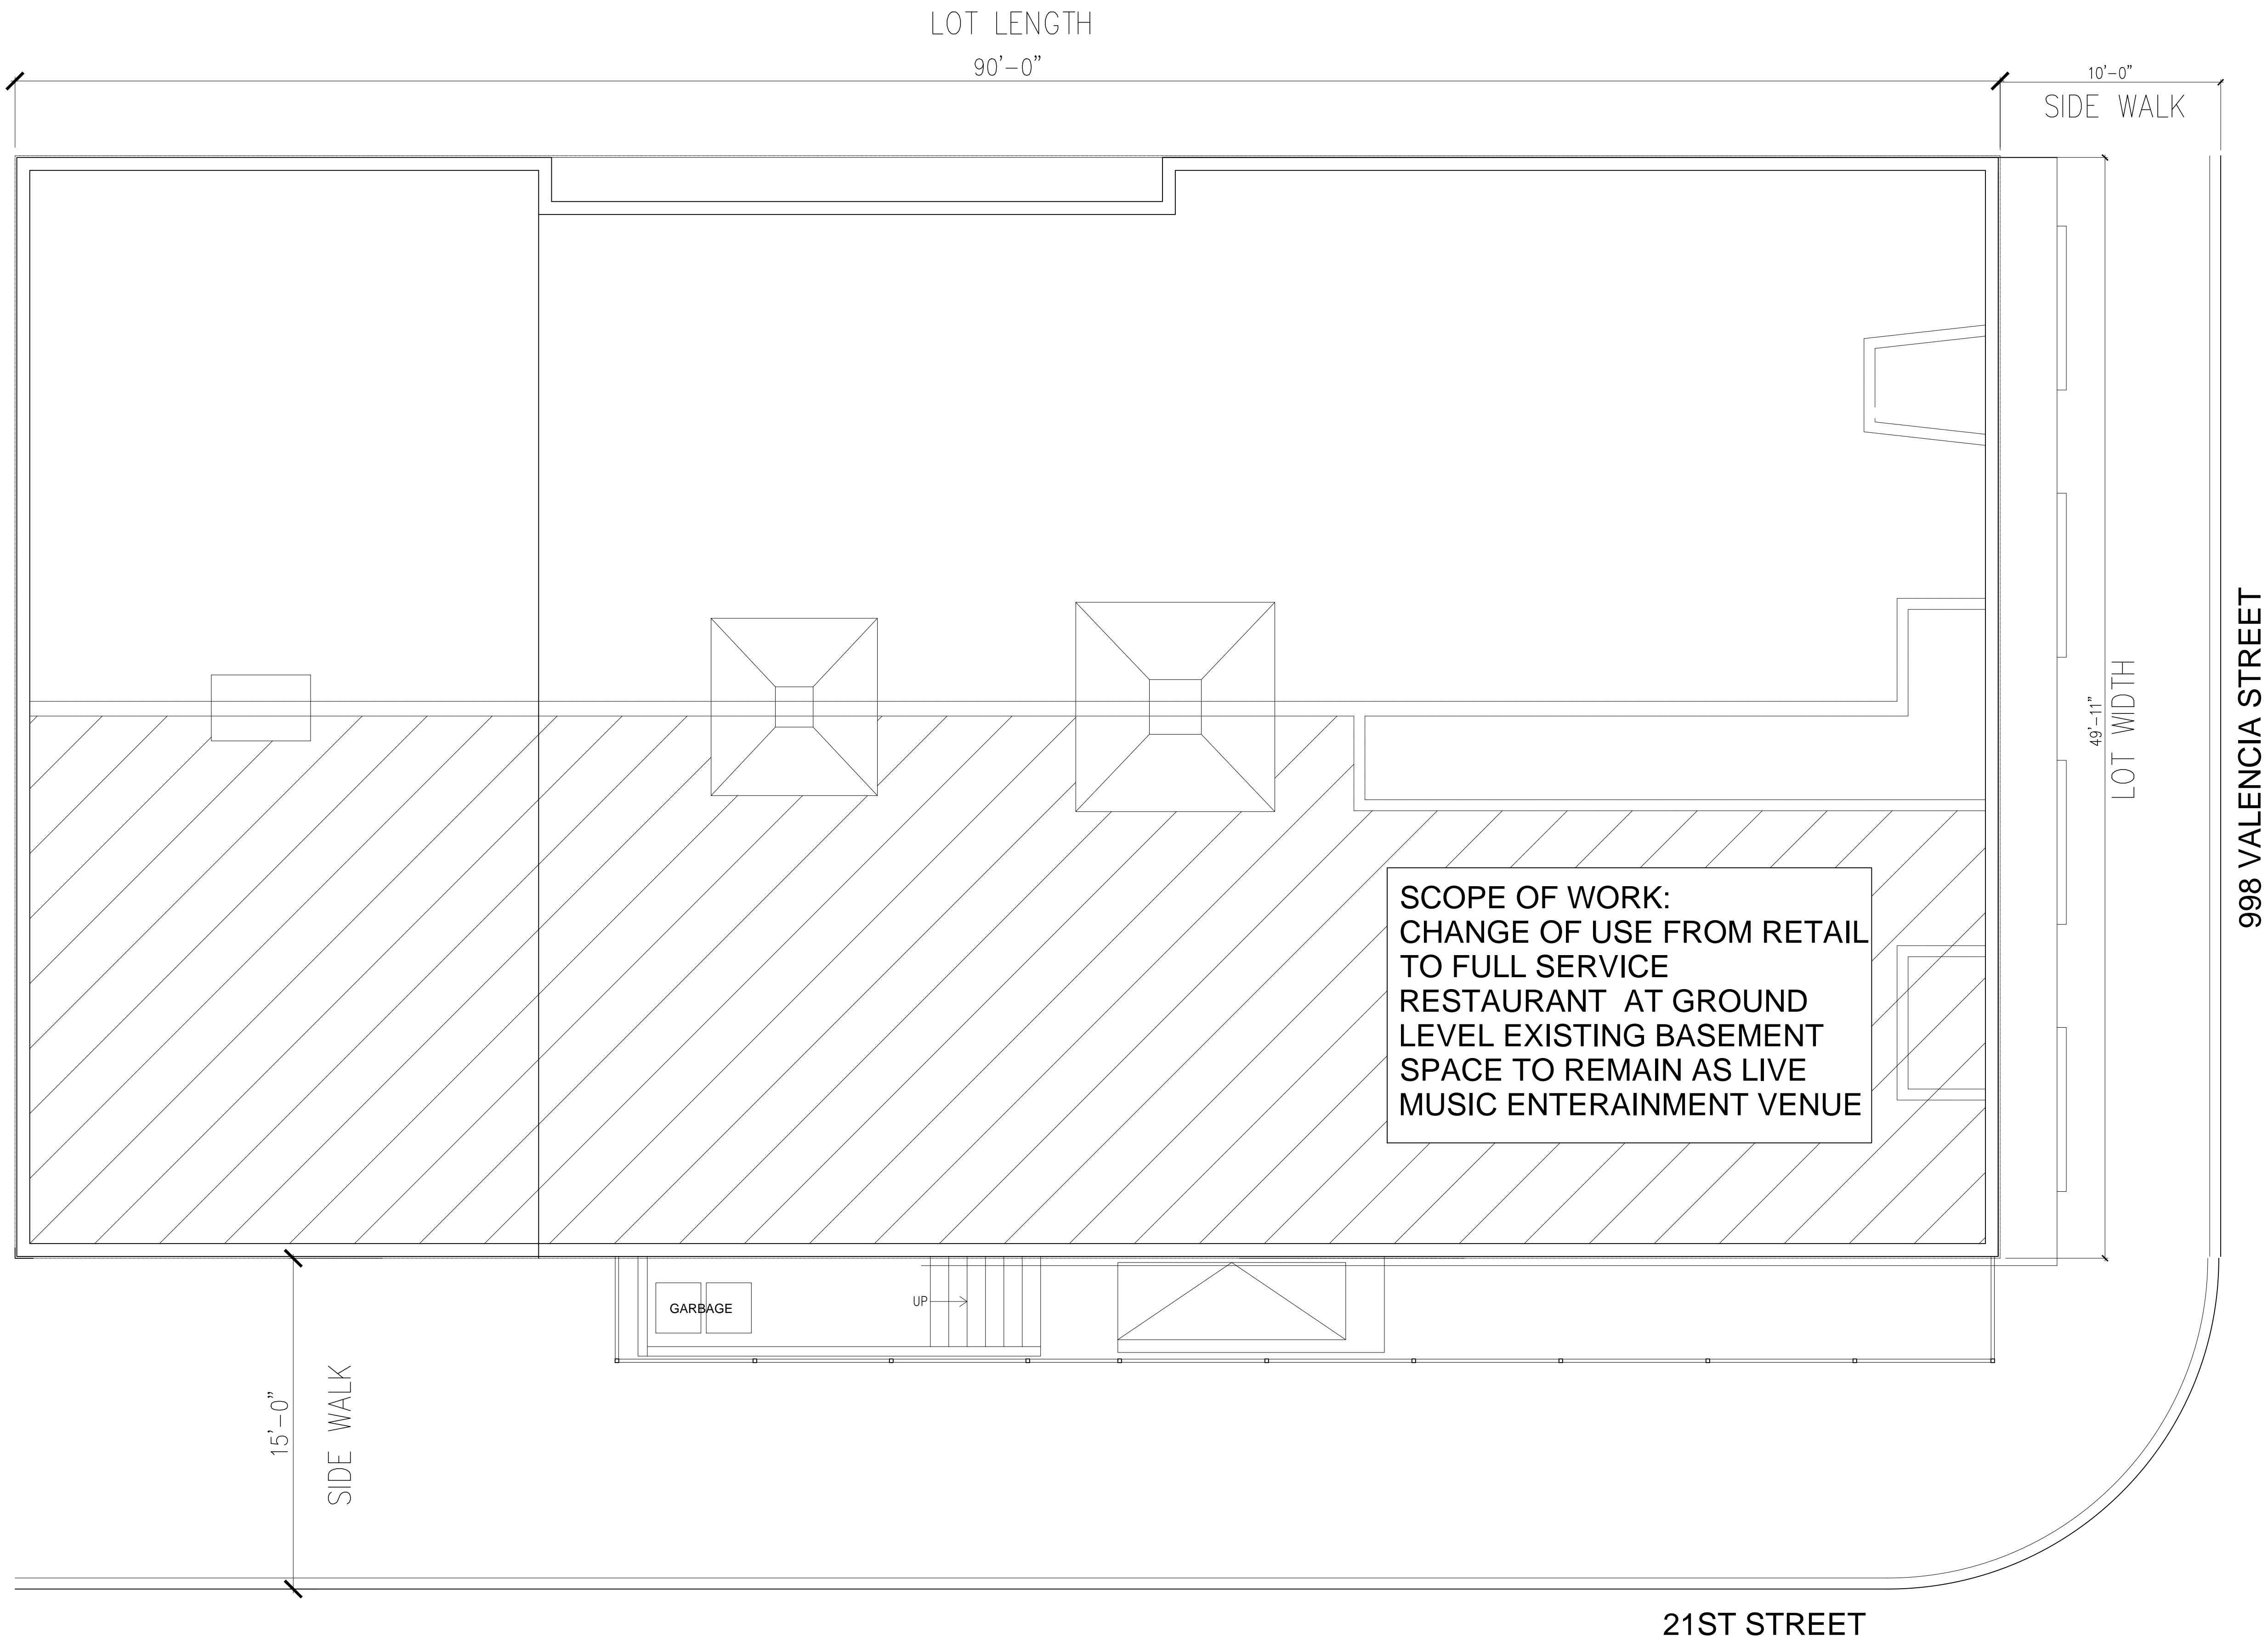 LOT LENGTH
90'-0"
10'-0"
SIDE WALK
998 VALENCIA STREET
49'-11"
LOT WIDTH
SCOPE OF WORK:
CHANGE OF USE FROM RETAIL
TO FULL SERVICE
RESTAURANT AT GROUND
LEVEL EXISTING BASEMENT
SPACE TO REMAIN AS LIVE
MUSIC ENTERAINMENT VENUE
GARBAGE
UP
15'-0"
SIDE WALK
21ST STREET